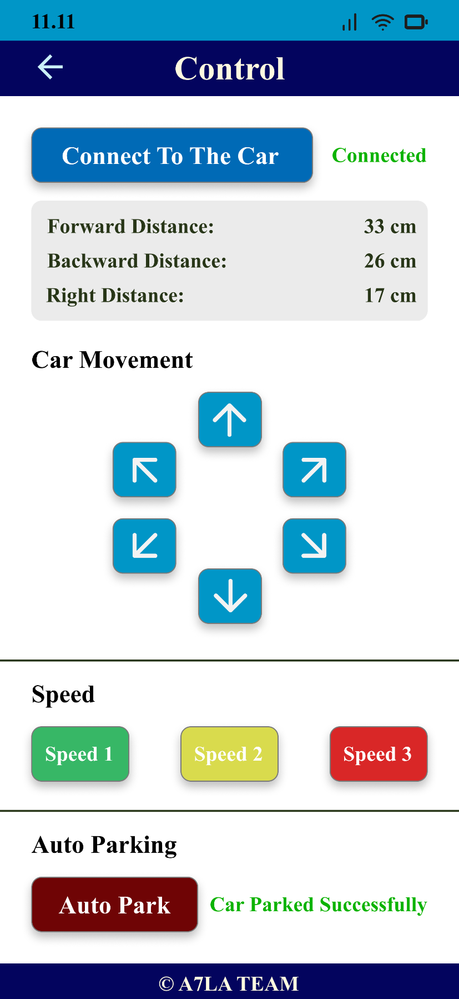 11.11
Control
Connect To The Car Connected
Forward Distance: 33 cm
Backward Distance: 26 cm
Right Distance: 17 cm
Car Movement
Speed
Speed 1 Speed 2 Speed 3
Auto Parking
Auto Park Car Parked Successfully
© A7LA TEAM